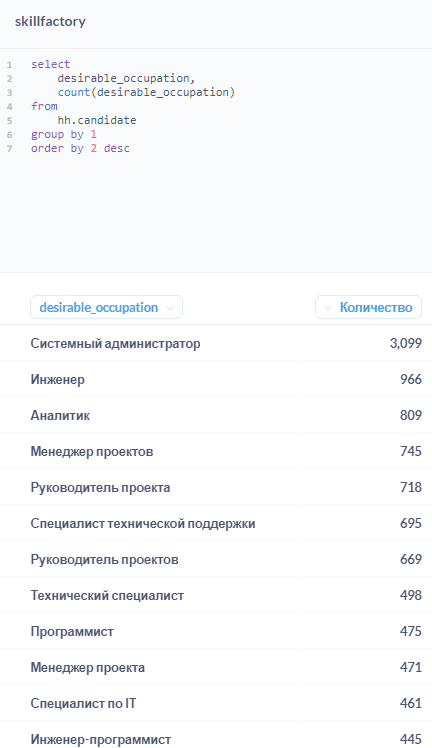 skillfactory
1 select
2 desirable_occupation,
3 count(desirable_occupation)
4 from
5 hh.candidate
6 group by 1
7 order by 2 desc
desirable_occupation Количество
Системный администратор 3,099
Инженер 966
Аналитик 809
Менеджер проектов 745
Руководитель проекта 718
Специалист технической поддержки 695
Руководитель проектов 669
Технический специалист 498
Программист 475
Менеджер проекта 471
Специалист по IT 461
Инженер-программист 445